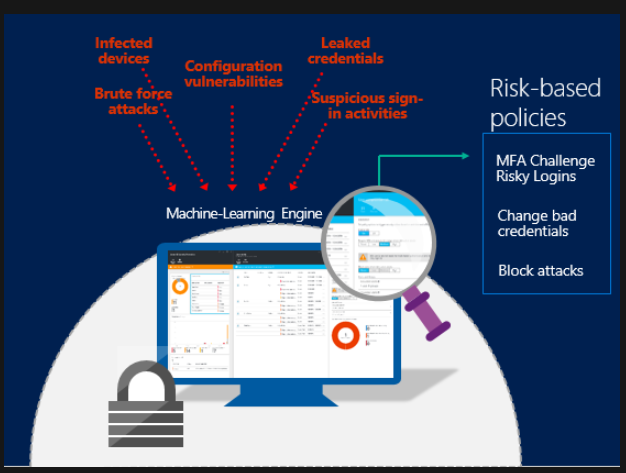 Infected
devices
Brute force
attacks
Configuration
vulnerabilities
Leaked
credentials
Suspicious sign-
in activities
Machine-Learning Engine
Risk-based
policies
MFA Challenge
Risky Logins
Change bad
credentials
Block attacks